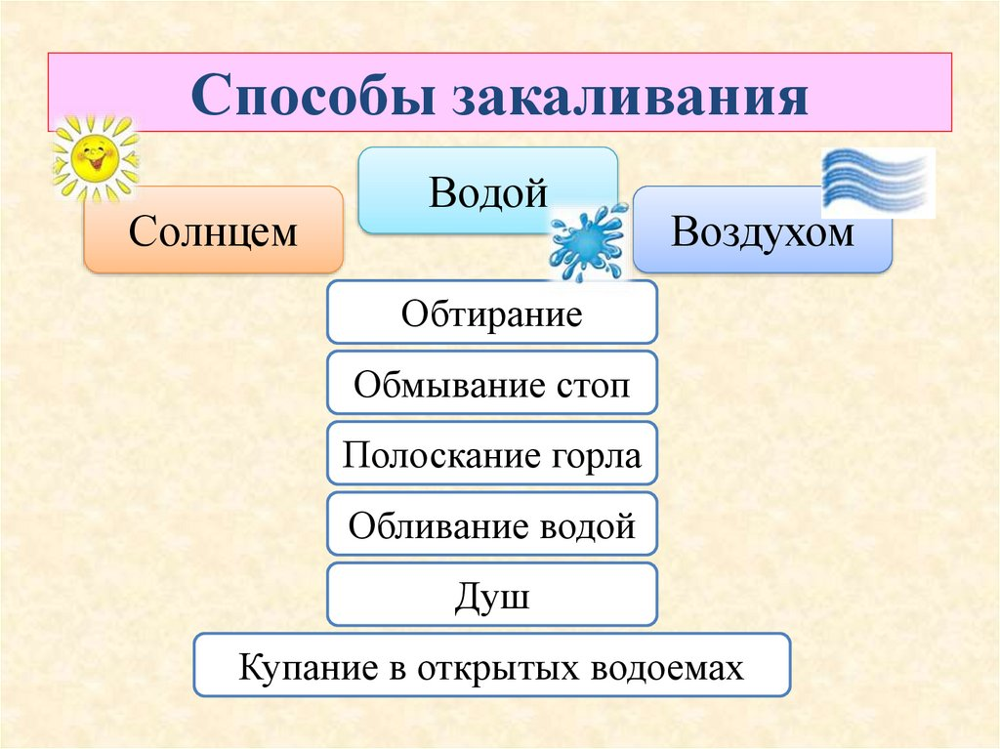 Способы закаливания
Солнцем
Водой
Воздухом
Обтирание
Обмывание стоп
Полоскание горла
Обливание водой
Душ
Купание в открытых водоемах